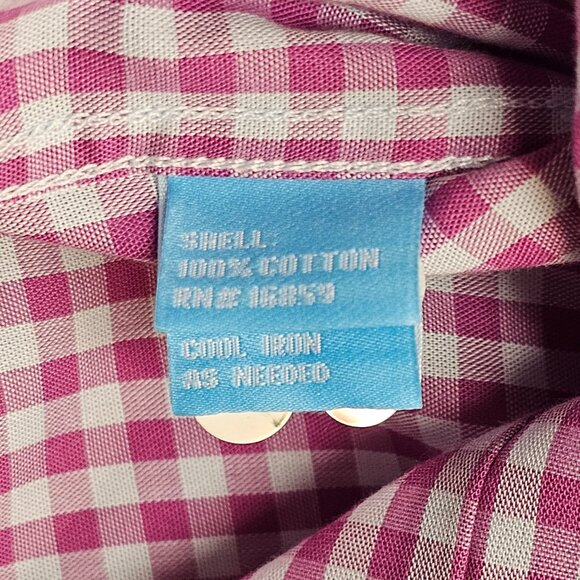 SHELL:
100% COTTON
RN# 16859
COOL IRON
AS NEEDED